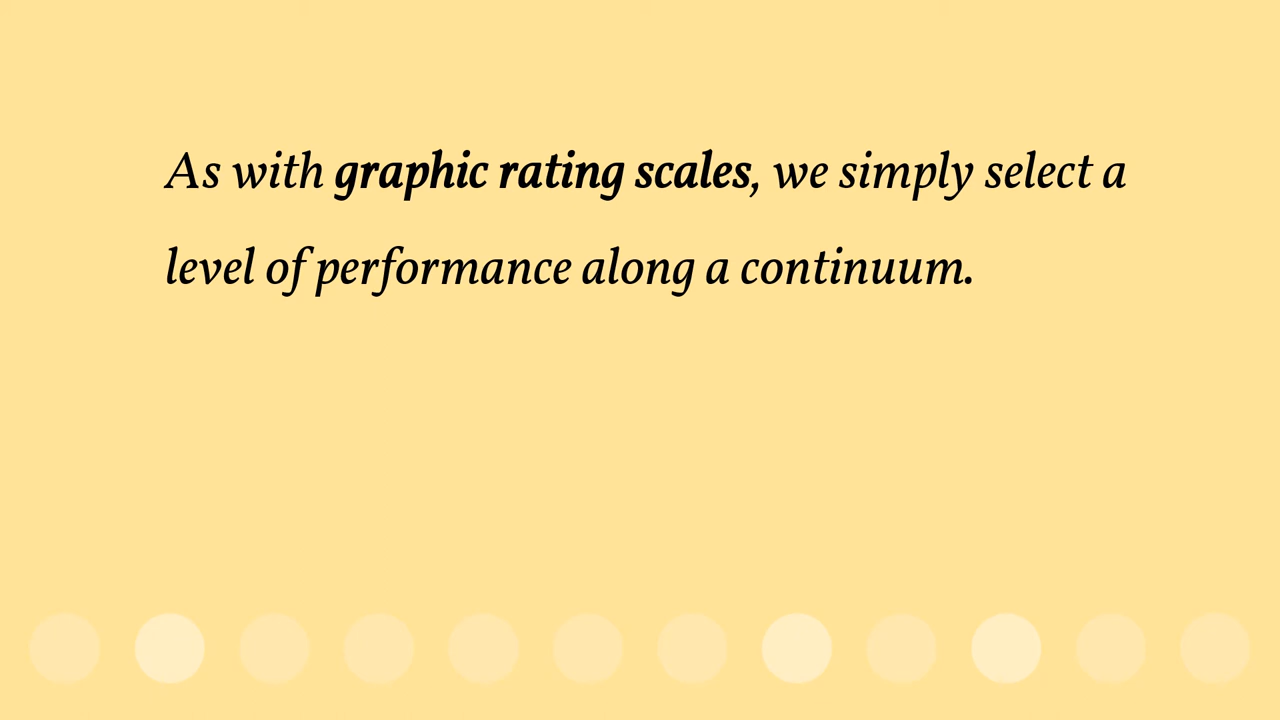 As with graphic rating scales, we simply select a
level of performance along a continuum.